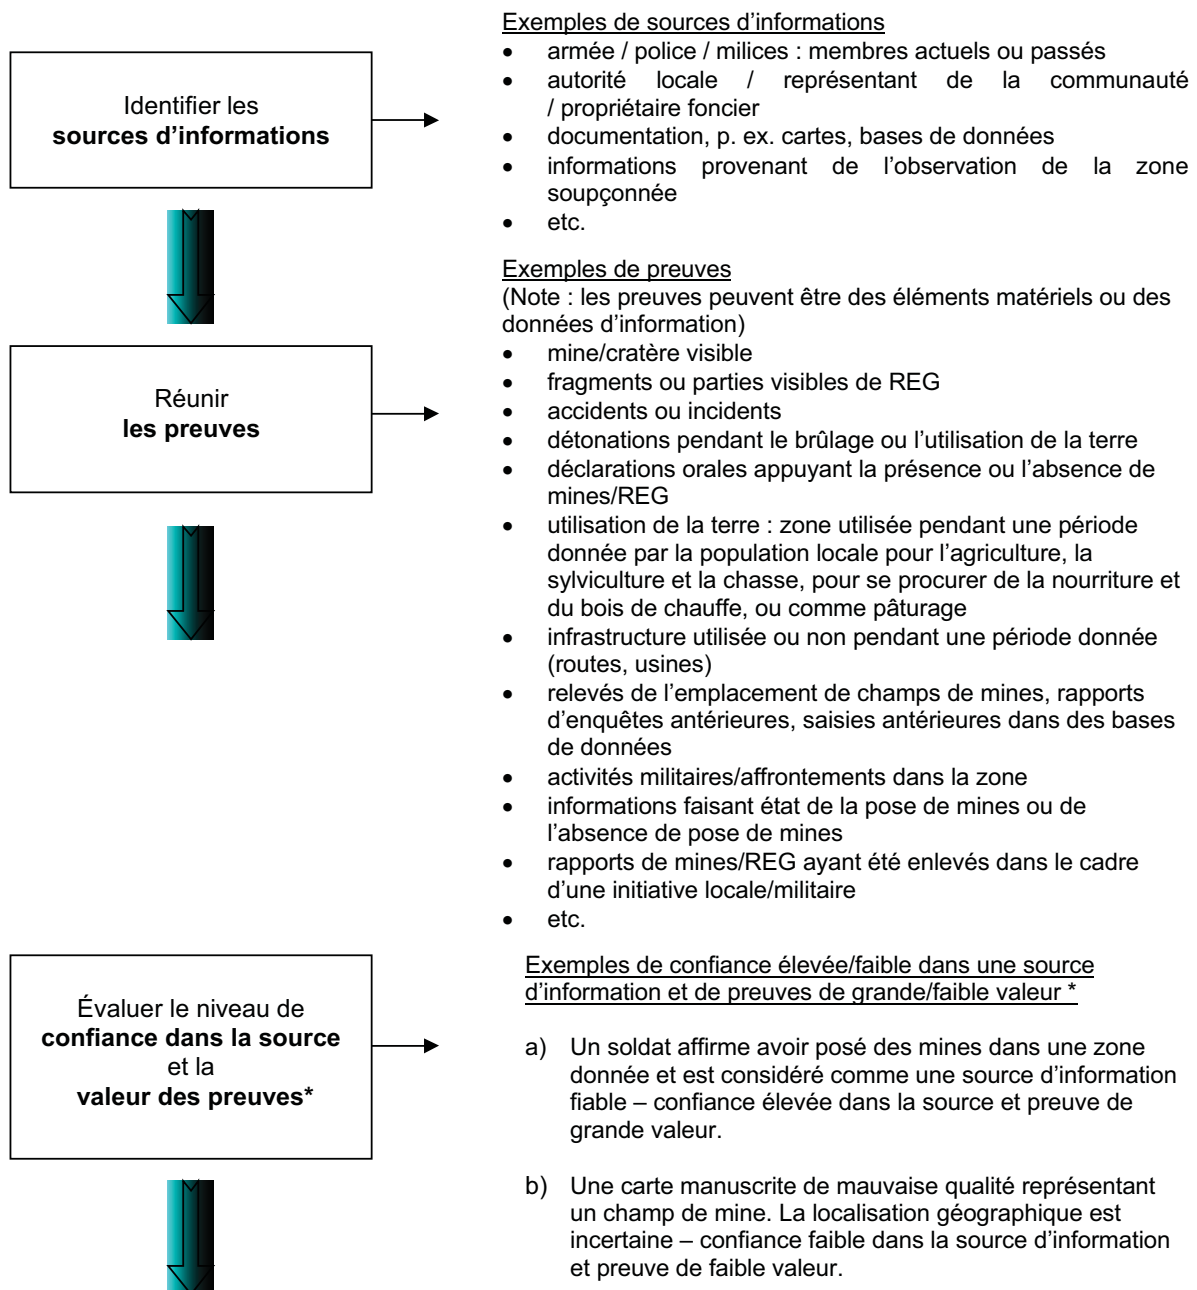 Identifier les
sources d’informations
Exemples de sources d’informations
• armée / police / milices : membres actuels ou passés
• autorité locale / représentant de la communauté
/ propriétaire foncier
• documentation, p. ex. cartes, bases de données
• informations provenant de l’observation de la zone
soupçonnée
• etc.
Réunir
les preuves
Exemples de preuves
(Note : les preuves peuvent être des éléments matériels ou des
données d’information)
• mine/cratère visible
• fragments ou parties visibles de REG
• accidents ou incidents
• détonations pendant le brûlage ou l’utilisation de la terre
• déclarations orales appuyant la présence ou l’absence de
mines/REG
• utilisation de la terre : zone utilisée pendant une période
donnée par la population locale pour l’agriculture, la
sylviculture et la chasse, pour se procurer de la nourriture et
du bois de chauffe, ou comme pâturage
• infrastructure utilisée ou non pendant une période donnée
(routes, usines)
• relevés de l’emplacement de champs de mines, rapports
d’enquêtes antérieures, saisies antérieures dans des bases
de données
• activités militaires/affrontements dans la zone
• informations faisant état de la pose de mines ou de
l’absence de pose de mines
• rapports de mines/REG ayant été enlevés dans le cadre
d’une initiative locale/militaire
• etc.
Évaluer le niveau de
confiance dans la source
et la
valeur des preuves*
Exemples de confiance élevée/faible dans une source
d’information et de preuves de grande/faible valeur *
a) Un soldat affirme avoir posé des mines dans une zone
donnée et est considéré comme une source d’information
fiable – confiance élevée dans la source et preuve de
grande valeur.
b) Une carte manuscrite de mauvaise qualité représentant
un champ de mine. La localisation géographique est
incertaine – confiance faible dans la source d’information
et preuve de faible valeur.